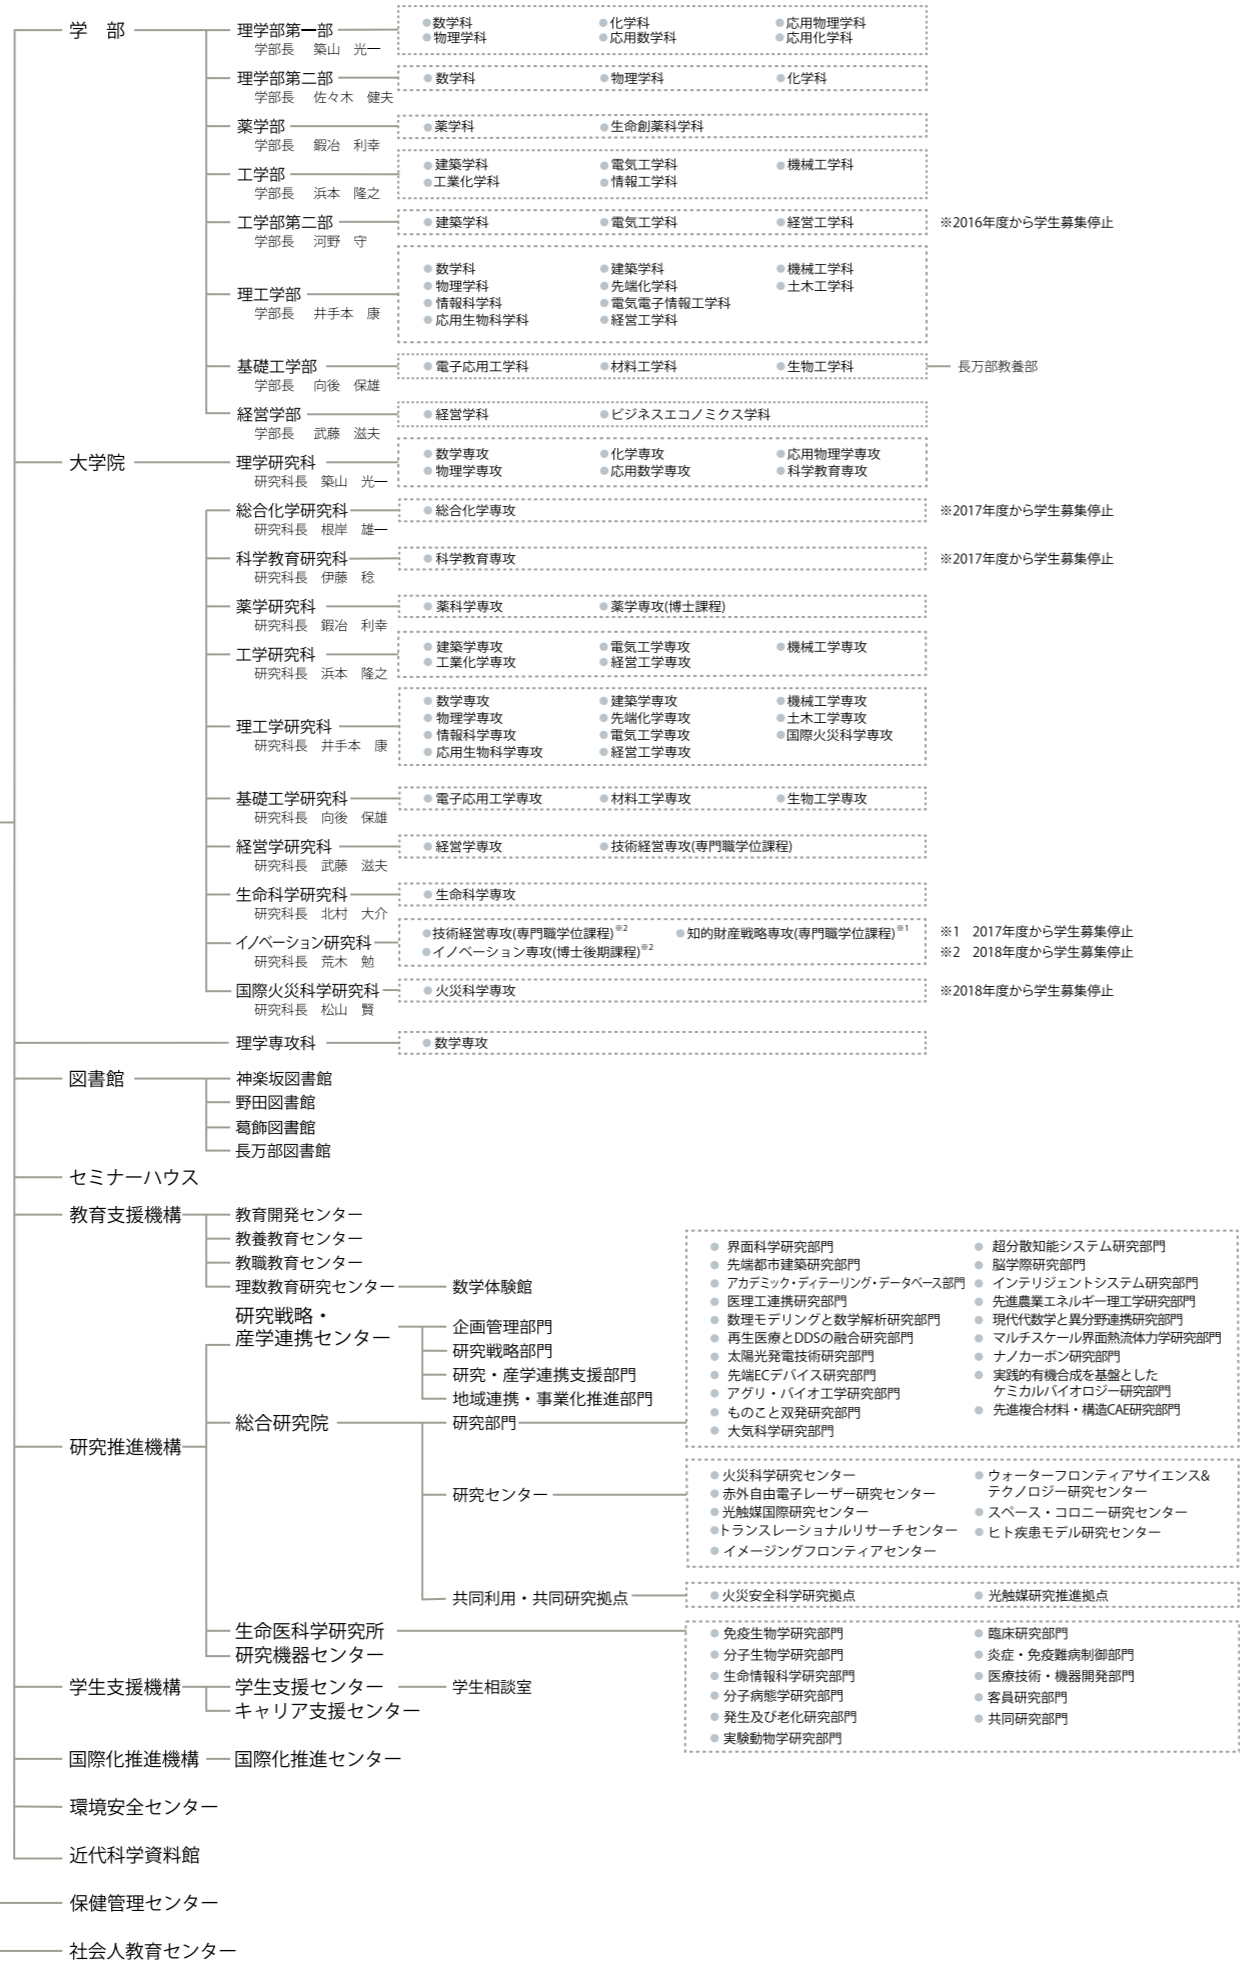 学　部
理学部第一部
学部長　築山　光一
数学科　化学科　応用物理学科
物理学科　応用数学科　応用化学科
理学部第二部
学部長　佐々木　健夫
数学科　物理学科　化学科
薬学部
学部長　鍜冶　利幸
薬学科　生命創薬科学科
工学部
学部長　浜本　隆之
建築学科　電気工学科　機械工学科
工業化学科　情報工学科
工学部第二部
学部長　河野　守
建築学科　電気工学科　経営工学科　※2016年度から学生募集停止
理工学部
学部長　井手本　康
数学科　建築学科　機械工学科
物理学科　先端化学科　土木工学科
情報科学科　電気電子情報工学科
応用生物科学科　経営工学科
基礎工学部
学部長　向後　保雄
電子応用工学科　材料工学科　生物工学科　長万部教養部
経営学部
学部長　武藤　滋夫
経営学科　ビジネスエコノミクス学科
大学院
理学研究科
研究科長　築山　光一
数学専攻　化学専攻　応用物理学専攻
物理学専攻　応用数学専攻　科学教育専攻
総合化学研究科
研究科長　根岸　雄一
総合化学専攻　※2017年度から学生募集停止
科学教育研究科
研究科長　伊藤　稔
科学教育専攻　※2017年度から学生募集停止
薬学研究科
研究科長　鍜冶　利幸
薬科学専攻　薬学専攻(博士課程)
工学研究科
研究科長　浜本　隆之
建築学専攻　電気工学専攻　機械工学専攻
工業化学専攻　経営工学専攻
理工学研究科
研究科長　井手本　康
数学専攻　建築学専攻　機械工学専攻
物理学専攻　先端化学専攻　土木工学専攻
情報科学専攻　電気工学専攻　国際火災科学専攻
応用生物科学専攻　経営工学専攻
基礎工学研究科
研究科長　向後　保雄
電子応用工学専攻　材料工学専攻　生物工学専攻
経営学研究科
研究科長　武藤　滋夫
経営学専攻　技術経営専攻(専門職学位課程)
生命科学研究科
研究科長　北村　大介
生命科学専攻
イノベーション研究科
研究科長　荒木　勉
技術経営専攻(専門職学位課程)※2　知的財産戦略専攻(専門職学位課程)※1　※1　2017年度から学生募集停止
イノベーション専攻(博士後期課程)※2　※2　2018年度から学生募集停止
国際火災科学研究科
研究科長　松山　賢
火災科学専攻　※2018年度から学生募集停止
理学専攻科
数学専攻
図書館
神楽坂図書館
野田図書館
葛飾図書館
長万部図書館
セミナーハウス
教育支援機構
教育開発センター
教養教育センター
教職教育センター
理数教育研究センター
数学体験館
研究推進機構
研究戦略・
産学連携センター
企画管理部門
研究戦略部門
研究・産学連携支援部門
地域連携・事業化推進部門
総合研究院
研究部門
界面科学研究部門　超分散知能システム研究部門
先端都市建築研究部門　脳学際研究部門
アカデミック・ディテーリング・データベース部門　インテリジェントシステム研究部門
医理工連携研究部門　先進農業エネルギー理工学研究部門
数理モデリングと数学解析研究部門　現代代数学と異分野連携研究部門
再生医療とDDSの融合研究部門　マルチスケール界面熱流体力学研究部門
太陽光発電技術研究部門　ナノカーボン研究部門
先端ECデバイス研究部門　実践的有機合成を基盤とした
アグリ・バイオ工学研究部門　ケミカルバイオロジー研究部門
ものこと双発研究部門　先進複合材料・構造CAE研究部門
大気科学研究部門
研究センター
火災科学研究センター　ウォーターフロンティアサイエンス&
赤外自由電子レーザー研究センター　テクノロジー研究センター
光触媒国際研究センター　スペース・コロニー研究センター
トランスレーショナルリサーチセンター　ヒト疾患モデル研究センター
イメージングフロンティアセンター
共同利用・共同研究拠点
火災安全科学研究拠点　光触媒研究推進拠点
生命医科学研究所
免疫生物学研究部門　臨床研究部門
分子生物学研究部門　炎症・免疫難病制御部門
生命情報科学研究部門　医療技術・機器開発部門
分子病態学研究部門　客員研究部門
発生及び老化研究部門　共同研究部門
実験動物学研究部門
研究機器センター
学生支援機構
学生支援センター
学生相談室
キャリア支援センター
国際化推進機構
国際化推進センター
環境安全センター
近代科学資料館
保健管理センター
社会人教育センター